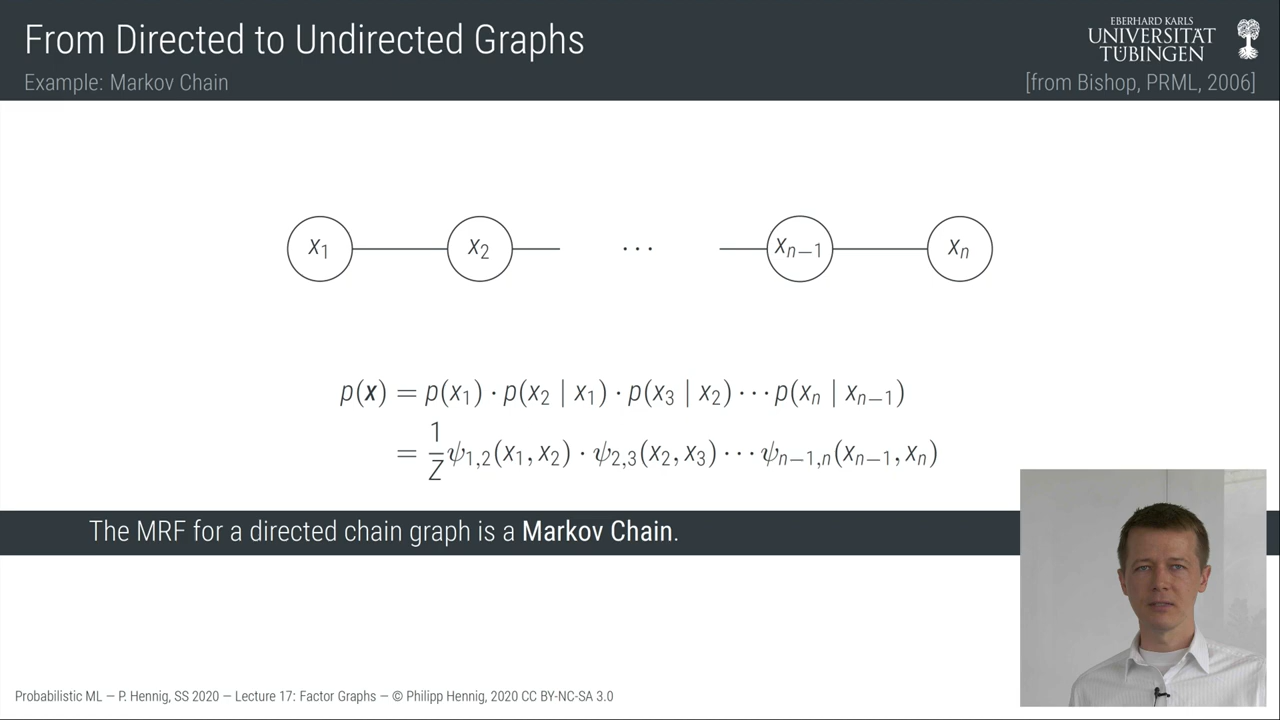 From Directed to Undirected Graphs
Example: Markov Chain
EBERHARD KARLS
UNIVERSITÄT
TÜBINGEN
[from Bishop, PRML, 2006]
x₁ x₂ ⋯ xₙ₋₁ xₙ
p(x) = p(x₁) · p(x₂ | x₁) · p(x₃ | x₂) ⋯ p(xₙ | xₙ₋₁)
= 1/Z ψ₁,₂(x₁, x₂) · ψ₂,₃(x₂, x₃) ⋯ ψₙ₋₁,ₙ(xₙ₋₁, xₙ)
The MRF for a directed chain graph is a Markov Chain.
Probabilistic ML — P. Hennig, SS 2020 — Lecture 17: Factor Graphs — © Philipp Hennig, 2020 CC BY-NC-SA 3.0